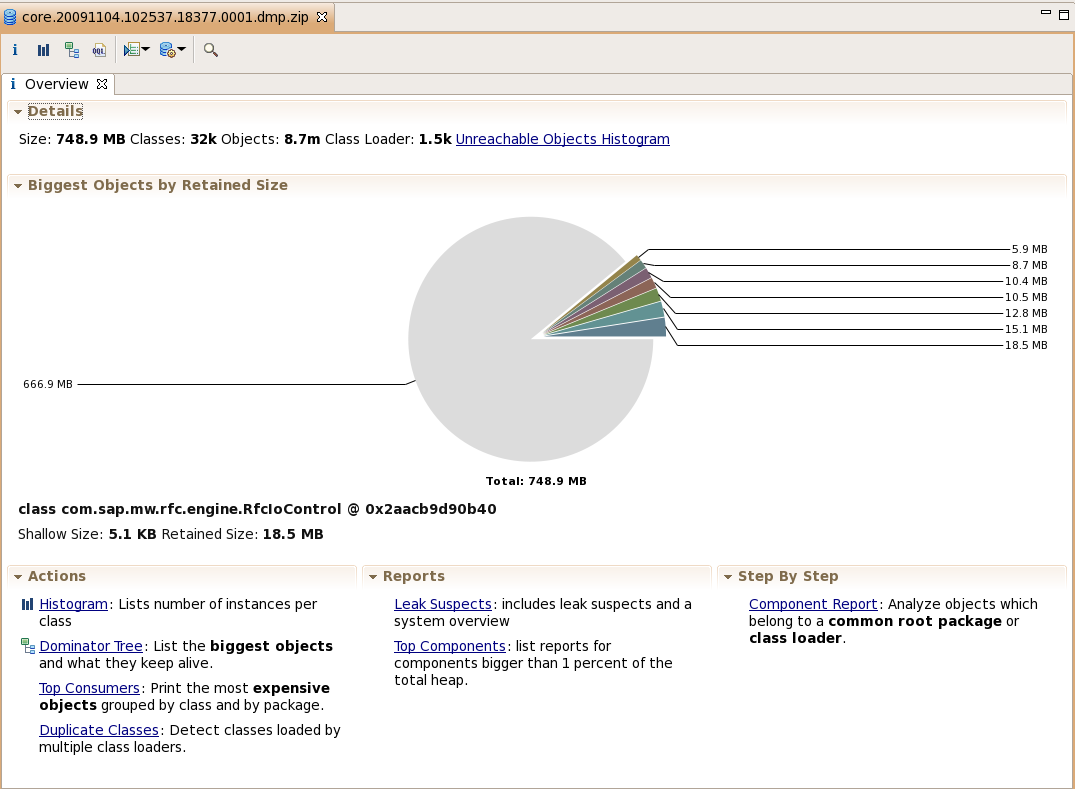 core.20091104.102537.18377.0001.dmp.zip
OQL
Overview
Details
Size: 748.9 MB Classes: 32k Objects: 8.7m Class Loader: 1.5k Unreachable Objects Histogram
Biggest Objects by Retained Size
5.9 MB
8.7 MB
10.4 MB
10.5 MB
12.8 MB
15.1 MB
18.5 MB
666.9 MB
Total: 748.9 MB
class com.sap.mw.rfc.engine.RfcIoControl @ 0x2aacb9d90b40
Shallow Size: 5.1 KB Retained Size: 18.5 MB
Actions
Histogram: Lists number of instances per
class
Dominator Tree: List the biggest objects
and what they keep alive.
Top Consumers: Print the most expensive
objects grouped by class and by package.
Duplicate Classes: Detect classes loaded by
multiple class loaders.
Reports
Leak Suspects: includes leak suspects and a
system overview
Top Components: list reports for
components bigger than 1 percent of the
total heap.
Step By Step
Component Report: Analyze objects which
belong to a common root package or
class loader.